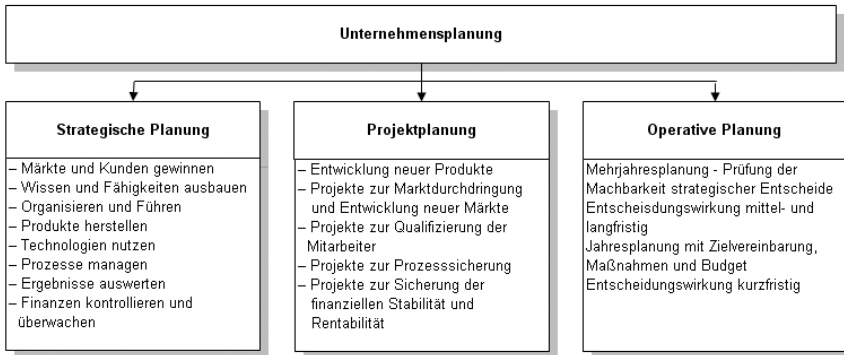 Unternehmensplanung
Strategische Planung
– Märkte und Kunden gewinnen
– Wissen und Fähigkeiten ausbauen
– Organisieren und Führen
– Produkte herstellen
– Technologien nutzen
– Prozesse managen
– Ergebnisse auswerten
– Finanzen kontrollieren und
überwachen
Projektplanung
– Entwicklung neuer Produkte
– Projekte zur Marktdurchdringung
und Entwicklung neuer Märkte
– Projekte zur Qualifizierung der
Mitarbeiter
– Projekte zur Prozesssicherung
– Projekte zur Sicherung der
finanziellen Stabilität und
Rentabilität
Operative Planung
Mehrjahresplanung - Prüfung der
Machbarkeit strategischer Entscheide
Entscheisdungswirkung mittel- und
langfristig
Jahresplanung mit Zielvereinbarung,
Maßnahmen und Budget
Entscheidungswirkung kurzfristig